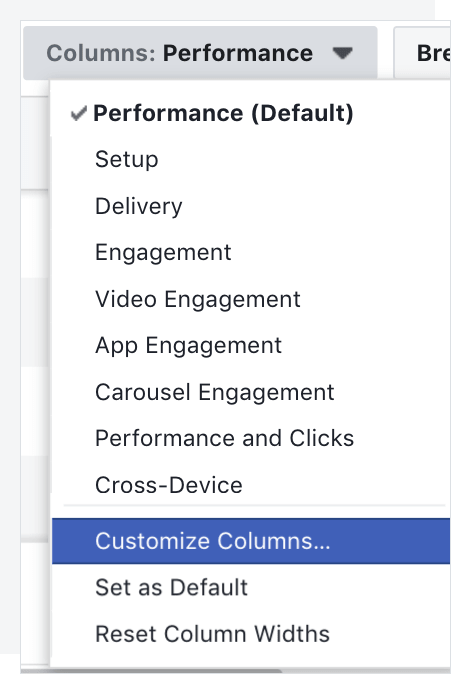 Columns: Performance Bre
Performance (Default)
Setup
Delivery
Engagement
Video Engagement
App Engagement
Carousel Engagement
Performance and Clicks
Cross-Device
Customize Columns...
Set as Default
Reset Column Widths